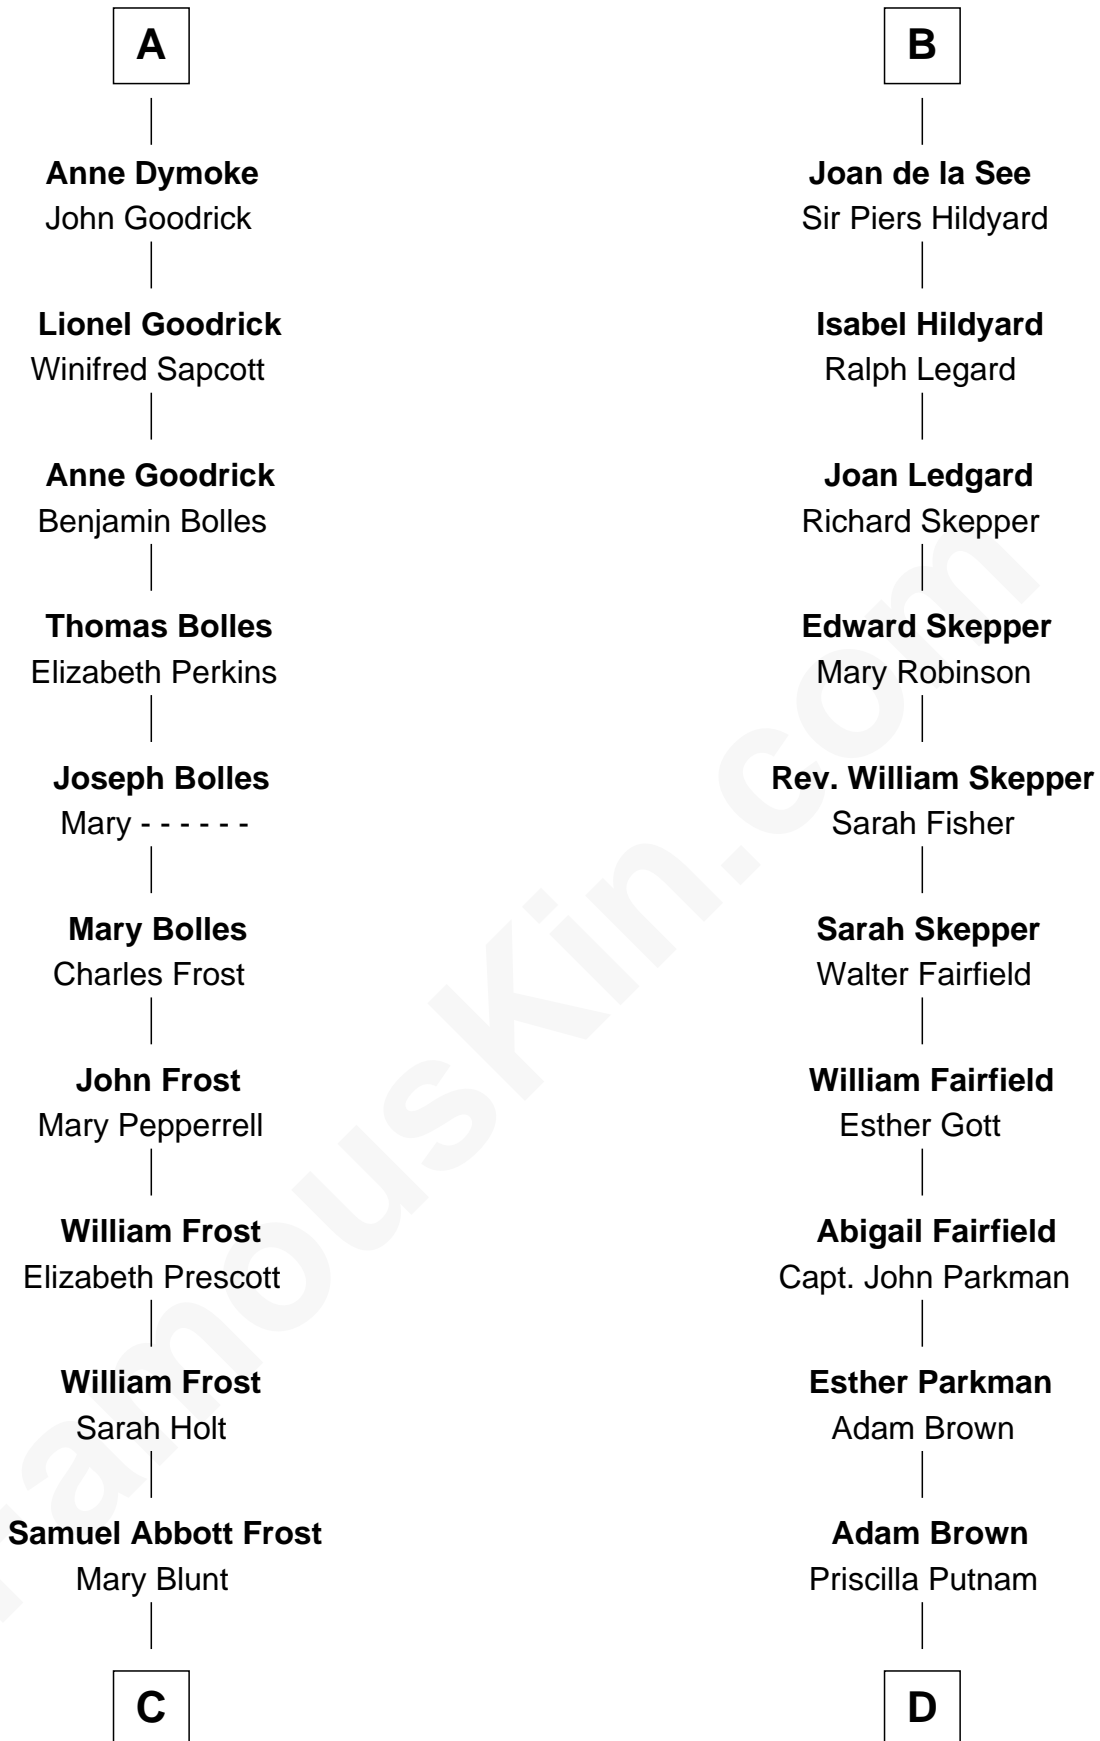 A
Anne Dymoke
John Goodrick
Lionel Goodrick
Winifred Sapcott
Anne Goodrick
Benjamin Bolles
Thomas Bolles
Elizabeth Perkins
Joseph Bolles
Mary - - - - - -
Mary Bolles
Charles Frost
John Frost
Mary Pepperrell
William Frost
Elizabeth Prescott
William Frost
Sarah Holt
Samuel Abbott Frost
Mary Blunt
C
B
Joan de la See
Sir Piers Hildyard
Isabel Hildyard
Ralph Legard
Joan Ledgard
Richard Skepper
Edward Skepper
Mary Robinson
Rev. William Skepper
Sarah Fisher
Sarah Skepper
Walter Fairfield
William Fairfield
Esther Gott
Abigail Fairfield
Capt. John Parkman
Esther Parkman
Adam Brown
Adam Brown
Priscilla Putnam
D
FamousKin.com